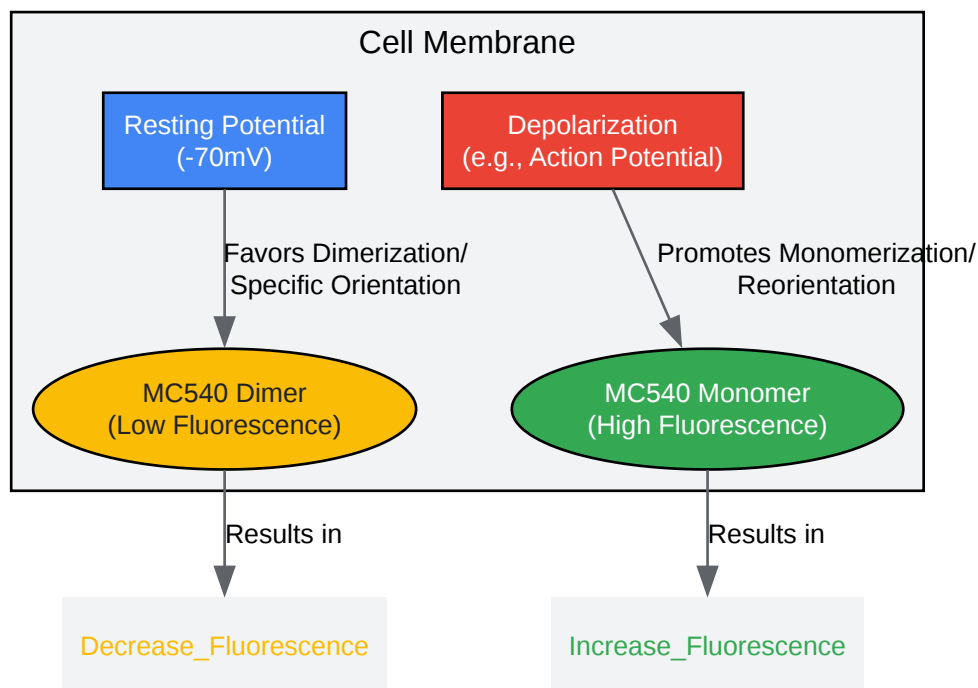 Cell Membrane
Resting Potential
(-70mV)
Depolarization
(e.g., Action Potential)
Favors Dimerization/
Specific Orientation
Promotes Monomerization/
Reorientation
MC540 Dimer
(Low Fluorescence)
MC540 Monomer
(High Fluorescence)
Results in
Results in
Decrease_Fluorescence
Increase_Fluorescence